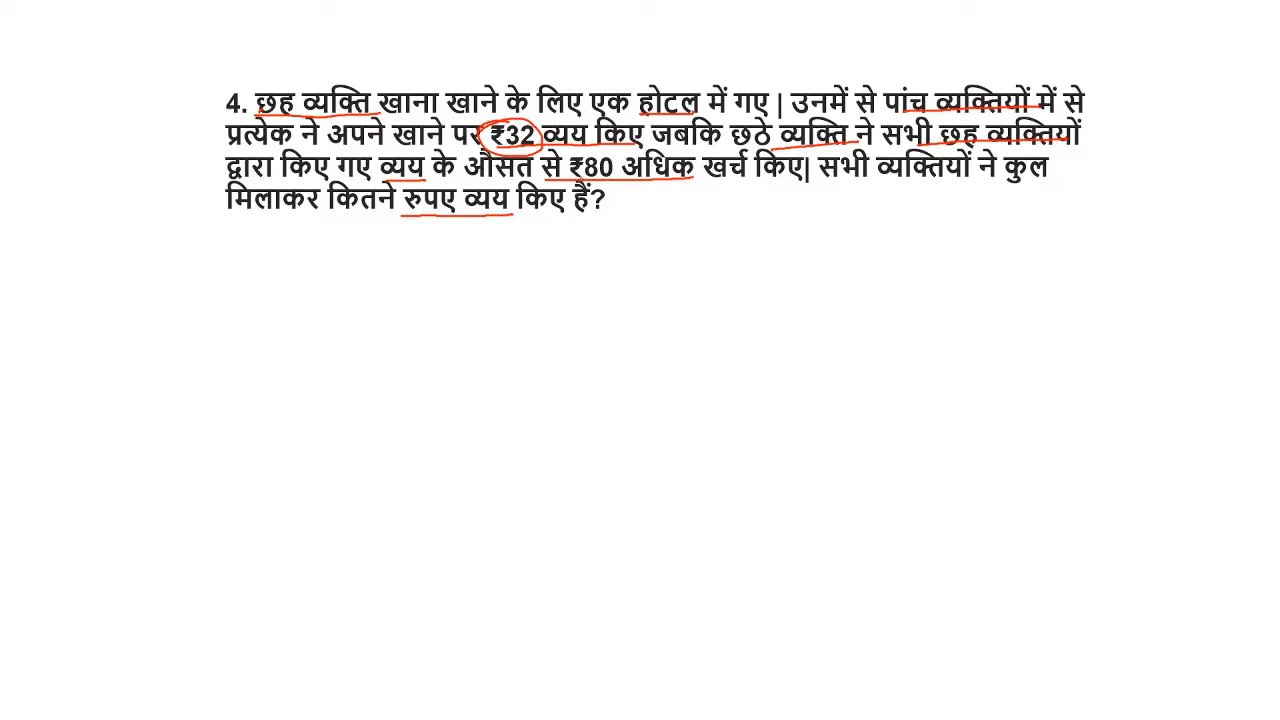 4. छह व्यक्ति खाना खाने के लिए एक होटल में गए | उनमें से पांच व्यक्तियों में से
प्रत्येक ने अपने खाने पर ₹32 व्यय किए जबकि छठे व्यक्ति ने सभी छह व्यक्तियों
द्वारा किए गए व्यय के औसत से ₹80 अधिक खर्च किए| सभी व्यक्तियों ने कुल
मिलाकर कितने रुपए व्यय किए हैं?